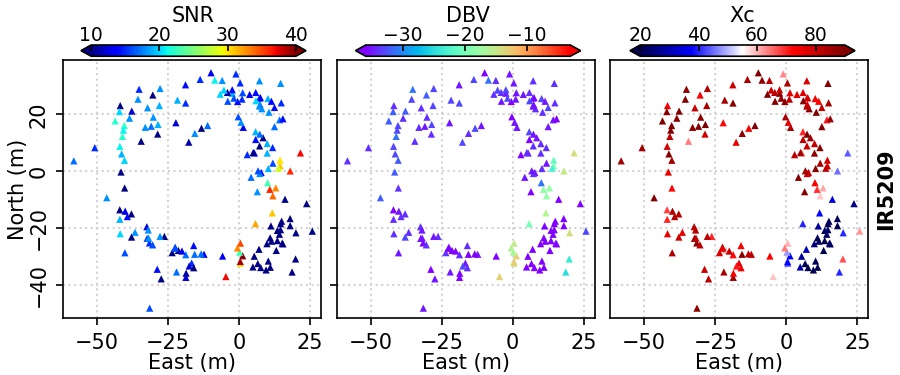 SNR DBV Xc
10 20 30 40 −30 −20 −10 20 40 60 80
North (m)
20
0
−20
−40
IR5209
−50 −25 0 25 −50 −25 0 25 −50 −25 0 25
East (m) East (m) East (m)